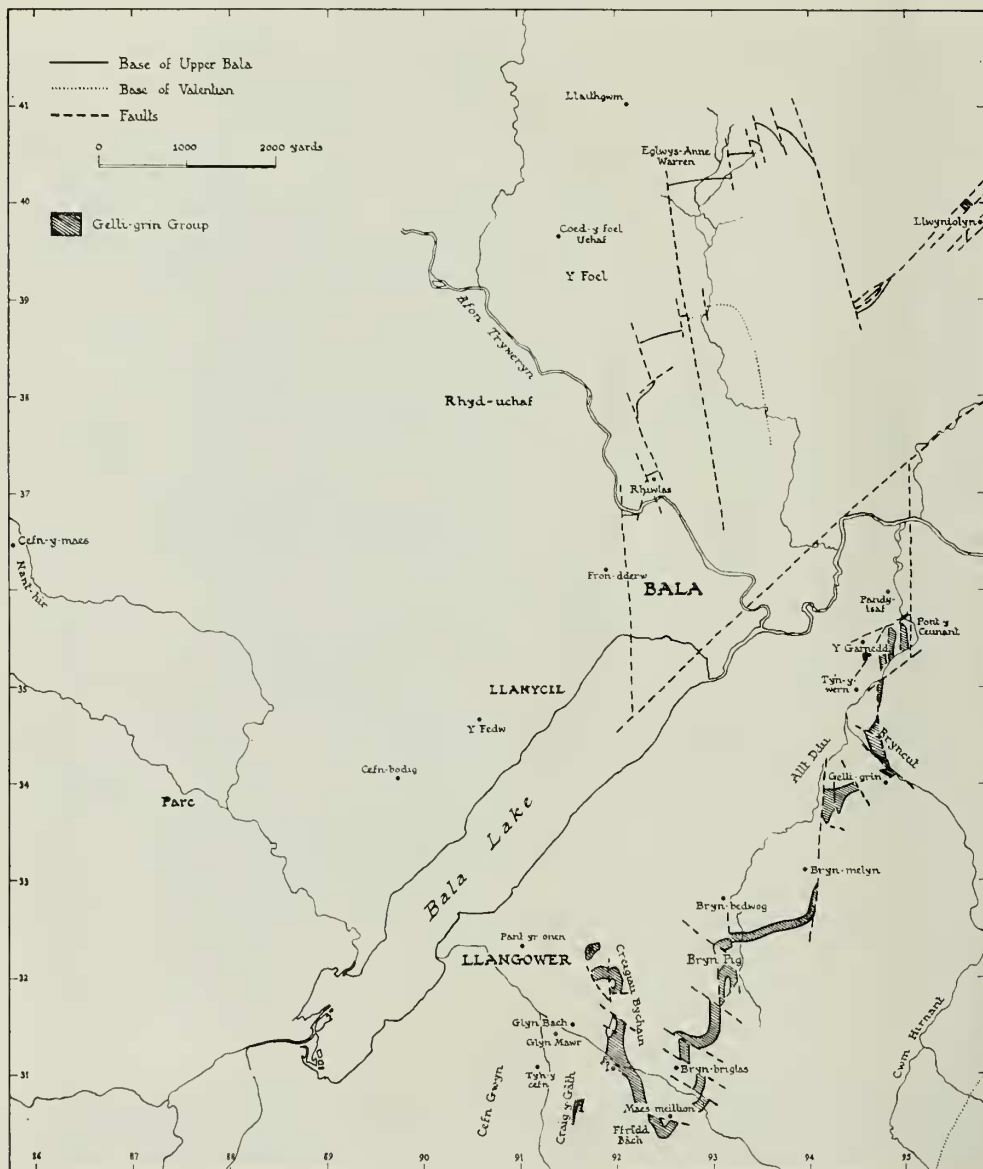 Base of Upper Bala
Base of Valentian
Faults
0 1000 2000 yards
Gelli-grin Group
41
40
39
38
37
36
35
34
33
32
31
86 87 88 89 90 91 92 93 94 95
Llaithgwm
Eglwys-Anne
Warren
Llwyniolyn
Coed-y foel
Uchaf
Y Foel
Afon Tryweryn
Rhyd-uchaf
Rhiwlas
Cefn-y-maes
Nant-hir
Fron-dderw
BALA
Pandy-
isaf
Pont y
Ceunant
Y Garnedd
Tyn-y-
wern
LLANYCIL
Y Fedw
Bryncut
Allt Ddu
Gelli-grin
Cefn-bodig
Parc
Bala Lake
Bryn-melyn
Bryn-bedwog
Pant yr onen
LLANGOWER
Bryn Pig
Creigiau Bychain
Glyn Bach
Glyn Mawr
Tyn-y
cefn
Bryn-briglas
Cwm Hirnant
Cefn Gwyn
Craig y Gath
Maes meillion
Ffridd
Bach